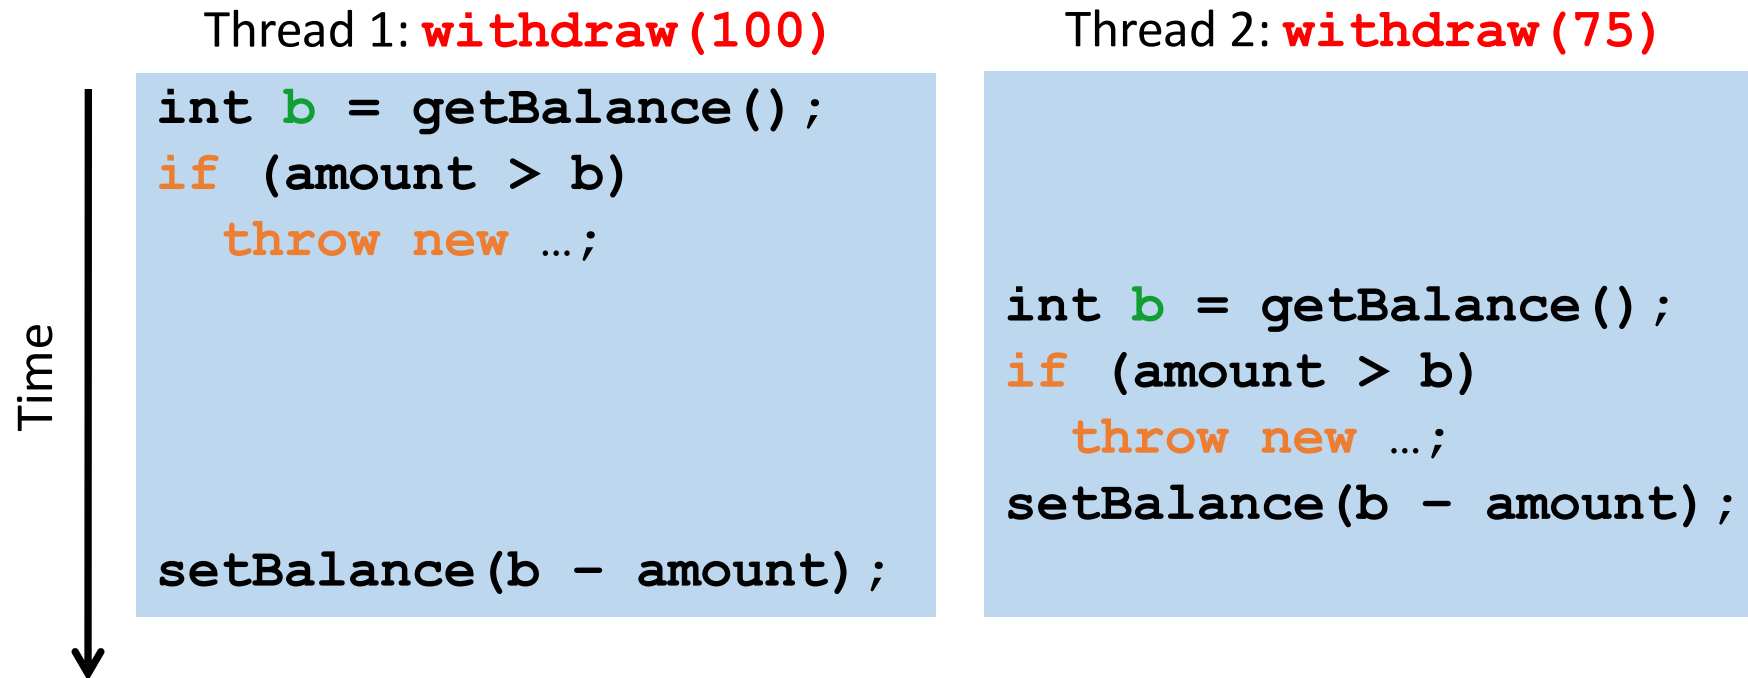 Thread 1: withdraw(100)
int b = getBalance();
if (amount > b)
throw new …;
setBalance(b – amount);
Thread 2: withdraw(75)
int b = getBalance();
if (amount > b)
throw new …;
setBalance(b – amount);
Time